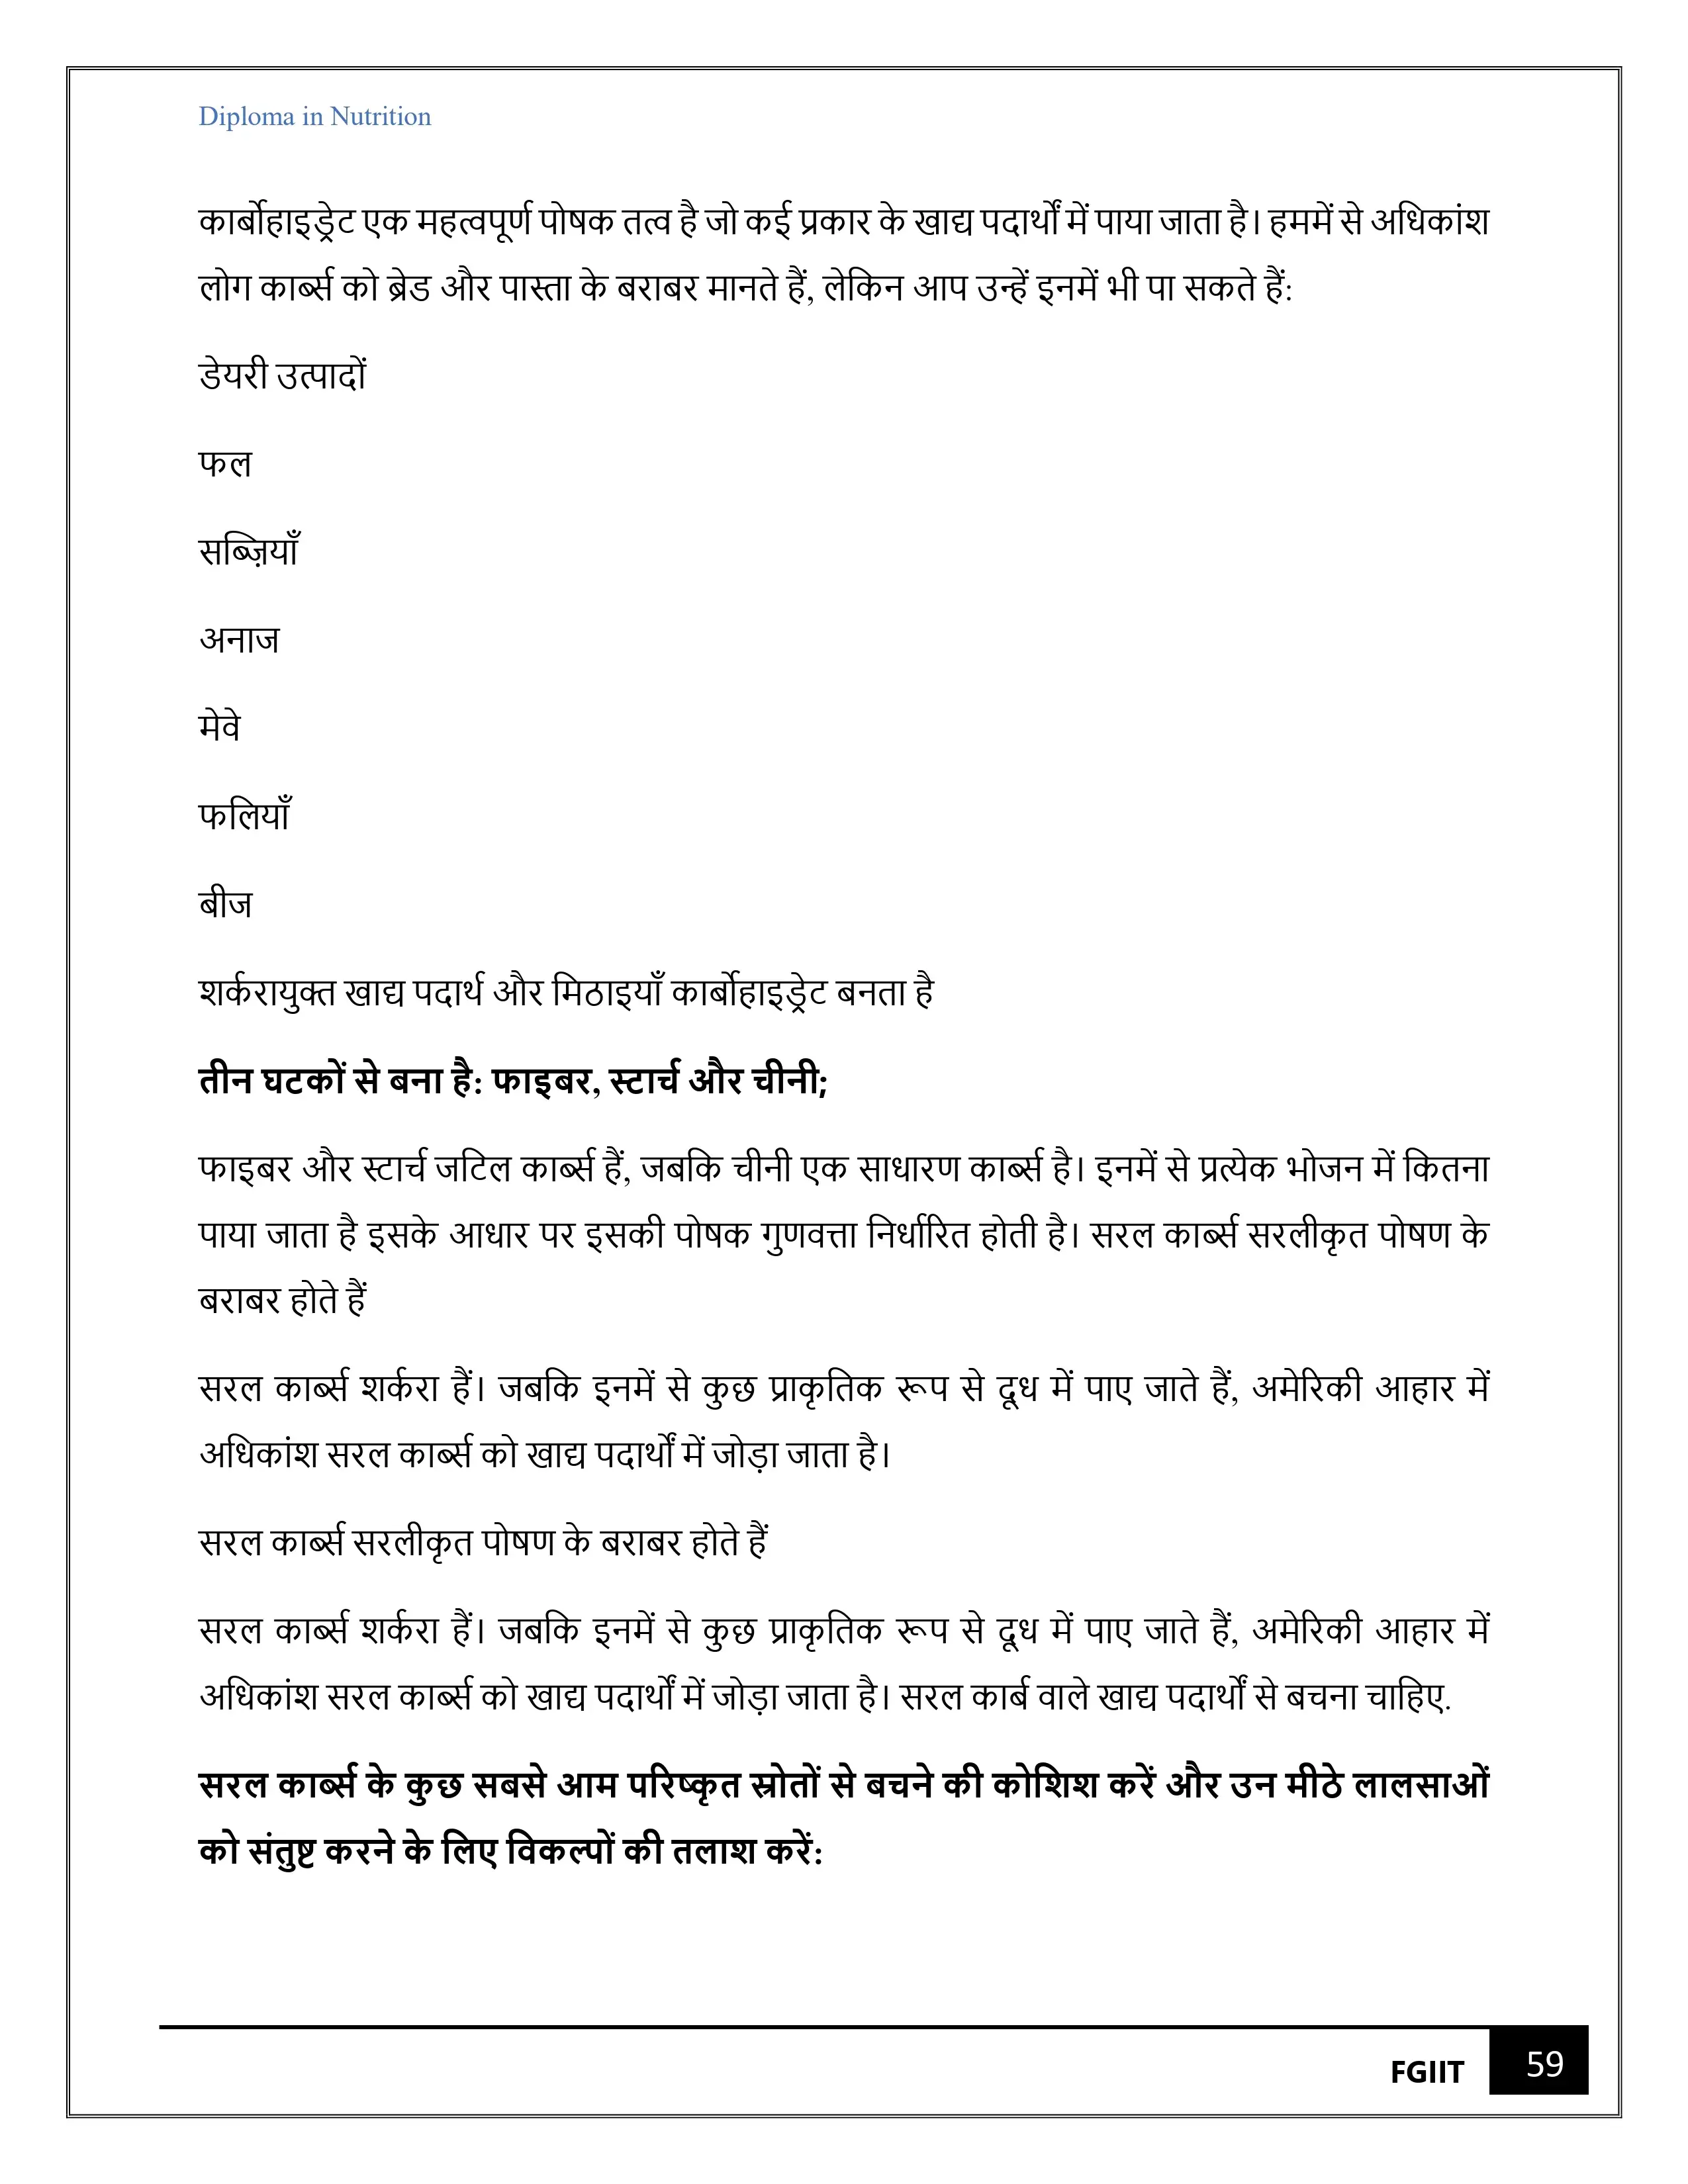 Diploma in Nutrition
कार्बोहाइड्रेट एक महत्वपूर्ण पोषक तत्व है जो कई प्रकार के खाद्य पदार्थों में पाया जाता है। हममें से अधिकांश
लोग कार्ब्स को ब्रेड और पास्ता के बराबर मानते हैं, लेकिन आप उन्हें इनमें भी पा सकते हैं:
डेयरी उत्पादों
फल
सब्ज़ियाँ
अनाज
मेवे
फलियाँ
बीज
शर्करायुक्त खाद्य पदार्थ और मिठाइयाँ कार्बोहाइड्रेट बनता है
तीन घटकों से बना है: फाइबर, स्टार्च और चीनी;
फाइबर और स्टार्च जटिल कार्ब्स हैं, जबकि चीनी एक साधारण कार्ब्स है। इनमें से प्रत्येक भोजन में कितना
पाया जाता है इसके आधार पर इसकी पोषक गुणवत्ता निर्धारित होती है। सरल कार्ब्स सरलीकृत पोषण के
बराबर होते हैं
सरल कार्ब्स शर्करा हैं। जबकि इनमें से कुछ प्राकृतिक रूप से दूध में पाए जाते हैं, अमेरिकी आहार में
अधिकांश सरल कार्ब्स को खाद्य पदार्थों में जोड़ा जाता है।
सरल कार्ब्स सरलीकृत पोषण के बराबर होते हैं
सरल कार्ब्स शर्करा हैं। जबकि इनमें से कुछ प्राकृतिक रूप से दूध में पाए जाते हैं, अमेरिकी आहार में
अधिकांश सरल कार्ब्स को खाद्य पदार्थों में जोड़ा जाता है। सरल कार्ब वाले खाद्य पदार्थों से बचना चाहिए.
सरल कार्ब्स के कुछ सबसे आम परिष्कृत स्रोतों से बचने की कोशिश करें और उन मीठे लालसाओं
को संतुष्ट करने के लिए विकल्पों की तलाश करें:
FGIIT 59